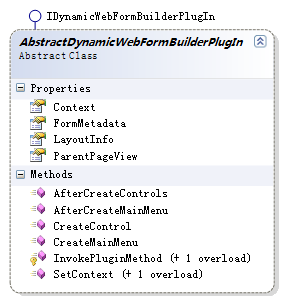 IDynamicWebFormBuilderPlugIn
AbstractDynamicWebFormBuilderPlugIn
Abstract Class
Properties
Context
FormMetadata
LayoutInfo
ParentPageView
Methods
AfterCreateControls
AfterCreateMainMenu
CreateControl
CreateMainMenu
InvokePluginMethod (+ 1 overload)
SetContext (+ 1 overload)